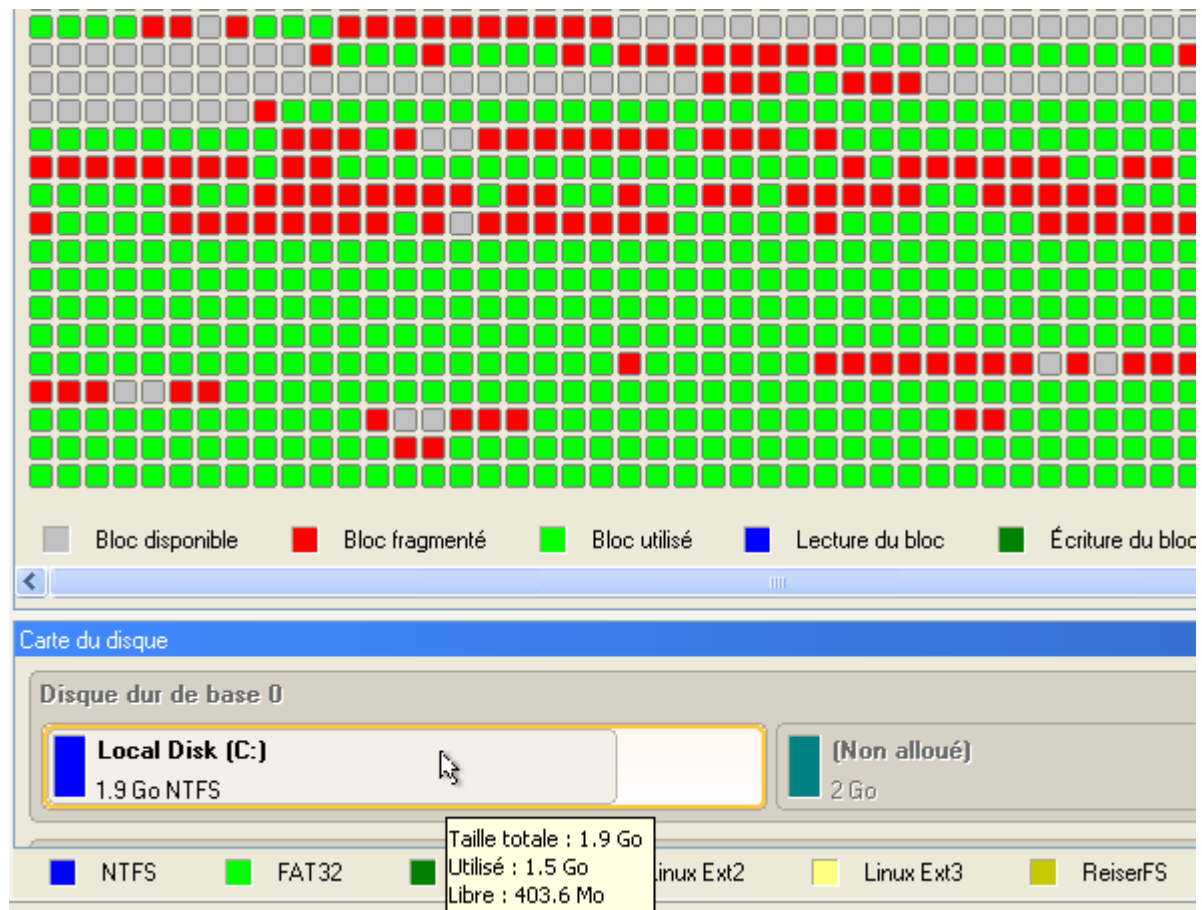 Bloc disponible Bloc fragmenté Bloc utilisé Lecture du bloc Écriture du bloc
Carte du disque
Disque dur de base 0
Local Disk (C:)
1.9 Go NTFS
(Non alloué)
2 Go
Taille totale : 1.9 Go
Utilisé : 1.5 Go
Libre : 403.6 Mo
NTFS FAT32 Ext2 Linux Ext3 ReiserFS